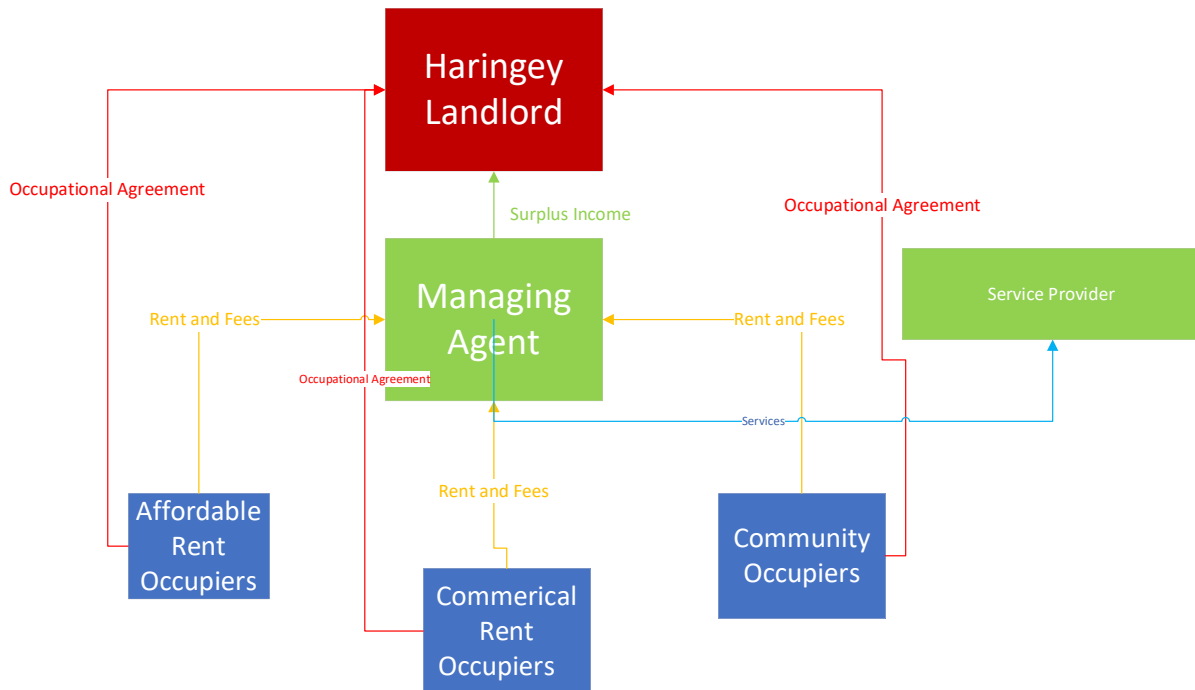 Haringey
Landlord
Occupational Agreement
Occupational Agreement
Surplus Income
Managing
Agent
Service Provider
Rent and Fees
Rent and Fees
Occupational Agreement
Services
Rent and Fees
Affordable
Rent
Occupiers
Commerical
Rent
Occupiers
Community
Occupiers